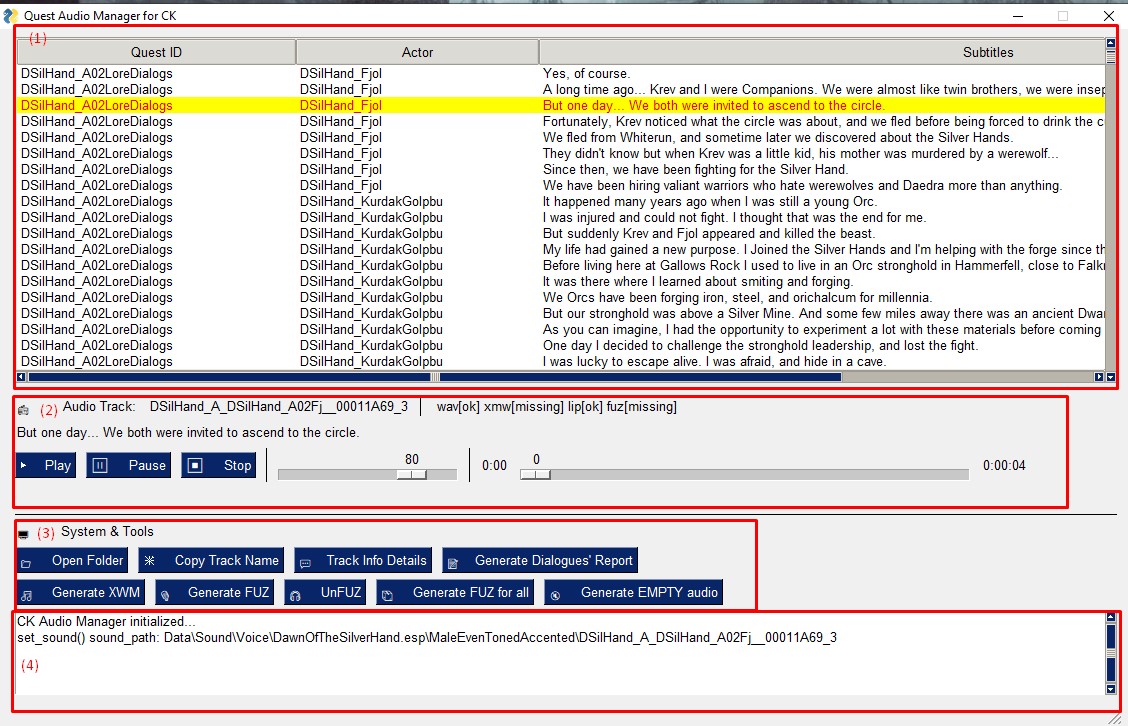 Quest Audio Manager for CK
(1)
Quest ID Actor Subtitles
DSilHand_A02LoreDialogs DSilHand_Fjol Yes, of course.
DSilHand_A02LoreDialogs DSilHand_Fjol A long time ago... Krev and I were Companions. We were almost like twin brothers, we were insep
DSilHand_A02LoreDialogs DSilHand_Fjol But one day... We both were invited to ascend to the circle.
DSilHand_A02LoreDialogs DSilHand_Fjol Fortunately, Krev noticed what the circle was about, and we fled before being forced to drink the c
DSilHand_A02LoreDialogs DSilHand_Fjol We fled from Whiterun, and sometime later we discovered about the Silver Hands.
DSilHand_A02LoreDialogs DSilHand_Fjol They didn't know but when Krev was a little kid, his mother was murdered by a werewolf...
DSilHand_A02LoreDialogs DSilHand_Fjol Since then, we have been fighting for the Silver Hand.
DSilHand_A02LoreDialogs DSilHand_Fjol We have been hiring valiant warriors who hate werewolves and Daedra more than anything.
DSilHand_A02LoreDialogs DSilHand_KurdakGolpbu It happened many years ago when I was still a young Orc.
DSilHand_A02LoreDialogs DSilHand_KurdakGolpbu I was injured and could not fight. I thought that was the end for me.
DSilHand_A02LoreDialogs DSilHand_KurdakGolpbu But suddenly Krev and Fjol appeared and killed the beast.
DSilHand_A02LoreDialogs DSilHand_KurdakGolpbu My life had gained a new purpose. I Joined the Silver Hands and I'm helping with the forge since th
DSilHand_A02LoreDialogs DSilHand_KurdakGolpbu Before living here at Gallows Rock I used to live in an Orc stronghold in Hammerfell, close to Falkr
DSilHand_A02LoreDialogs DSilHand_KurdakGolpbu It was there where I learned about smiting and forging.
DSilHand_A02LoreDialogs DSilHand_KurdakGolpbu We Orcs have been forging iron, steel, and orichalcum for millennia.
DSilHand_A02LoreDialogs DSilHand_KurdakGolpbu But our stronghold was above a Silver Mine. And some few miles away there was an ancient Dwar
DSilHand_A02LoreDialogs DSilHand_KurdakGolpbu As you can imagine, I had the opportunity to experiment a lot with these materials before coming
DSilHand_A02LoreDialogs DSilHand_KurdakGolpbu One day I decided to challenge the stronghold leadership, and lost the fight.
DSilHand_A02LoreDialogs DSilHand_KurdakGolpbu I was lucky to escape alive. I was afraid, and hide in a cave.
(2) Audio Track: DSilHand_A_DSilHand_A02Fj__00011A69_3 wav[ok] xmw[missing] lip[ok] fuz[missing]
But one day... We both were invited to ascend to the circle.
Play Pause Stop 80 0:00 0 0:00:04
(3) System & Tools
Open Folder Copy Track Name Track Info Details Generate Dialogues' Report
Generate XWM Generate FUZ UnFUZ Generate FUZ for all Generate EMPTY audio
CK Audio Manager initialized...
set_sound() sound_path: Data\Sound\Voice\DawnOfTheSilverHand.esp\MaleEvenTonedAccented\DSilHand_A_DSilHand_A02Fj__00011A69_3
(4)